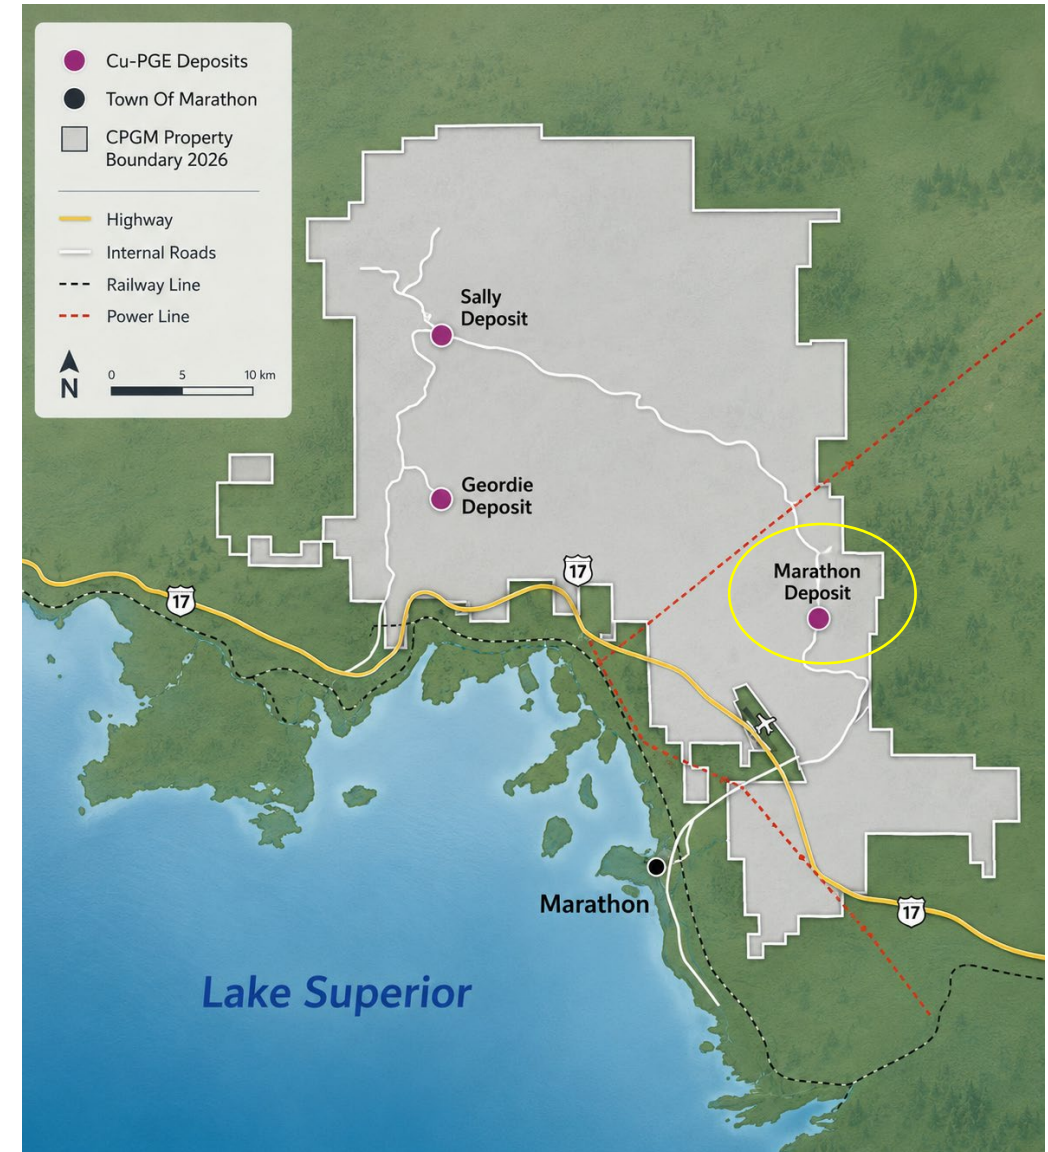 Cu-PGE Deposits
Town Of Marathon
CPGM Property
Boundary 2026
Highway
Internal Roads
Railway Line
Power Line
N
0 5 10 km
Sally
Deposit
Geordie
Deposit
17
Marathon
Deposit
17
Marathon
17
Lake Superior